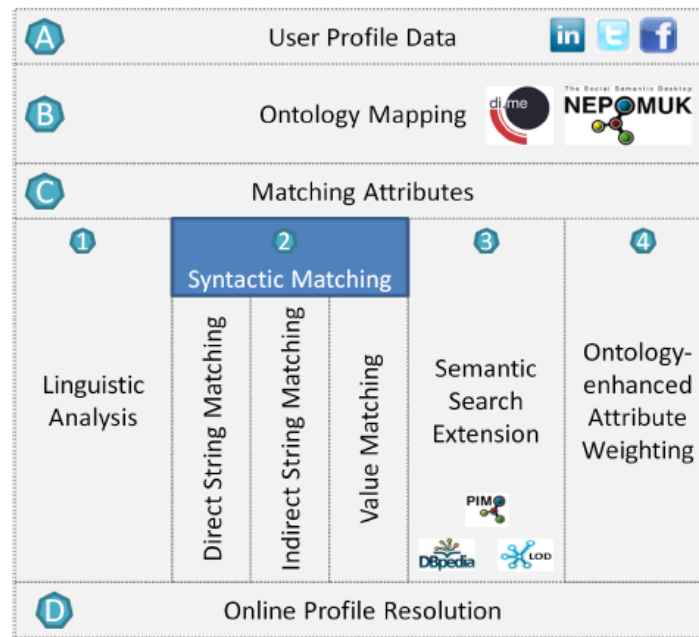 A
User Profile Data
in
t
f
B
Ontology Mapping
di.me
The Social Semantic Desktop
NEPOMUK
C
Matching Attributes
1
Linguistic
Analysis
2
Syntactic Matching
Direct String Matching
Indirect String Matching
Value Matching
3
Semantic
Search
Extension
PIMO
DBpedia
LOD
4
Ontology-
enhanced
Attribute
Weighting
D
Online Profile Resolution